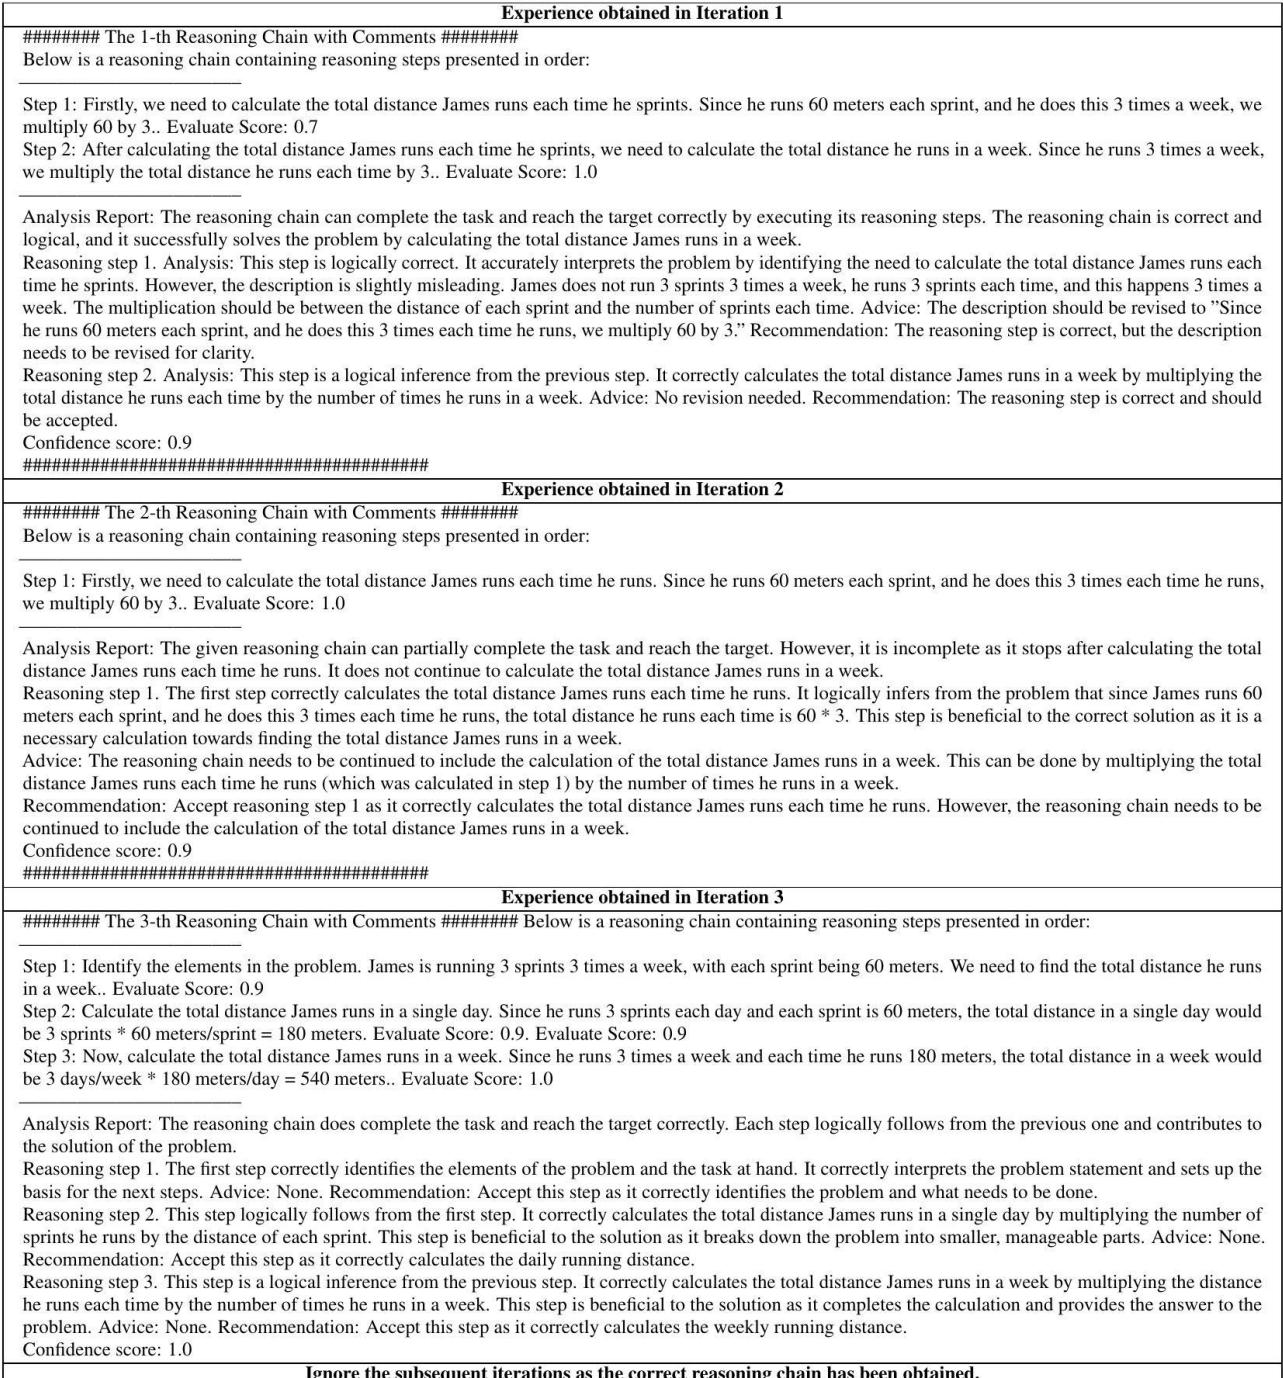 Experience obtained in Iteration 1
######## The 1-th Reasoning Chain with Comments ########
Below is a reasoning chain containing reasoning steps presented in order:
Step 1: Firstly, we need to calculate the total distance James runs each time he sprints. Since he runs 60 meters each sprint, and he does this 3 times a week, we
multiply 60 by 3.. Evaluate Score: 0.7
Step 2: After calculating the total distance James runs each time he sprints, we need to calculate the total distance he runs in a week. Since he runs 3 times a week,
we multiply the total distance he runs each time by 3.. Evaluate Score: 1.0
Analysis Report: The reasoning chain can complete the task and reach the target correctly by executing its reasoning steps. The reasoning chain is correct and
logical, and it successfully solves the problem by calculating the total distance James runs in a week.
Reasoning step 1. Analysis: This step is logically correct. It accurately interprets the problem by identifying the need to calculate the total distance James runs each
time he sprints. However, the description is slightly misleading. James does not run 3 sprints 3 times a week, he runs 3 sprints each time, and this happens 3 times a
week. The multiplication should be between the distance of each sprint and the number of sprints each time. Advice: The description should be revised to ”Since
he runs 60 meters each sprint, and he does this 3 times each time he runs, we multiply 60 by 3.” Recommendation: The reasoning step is correct, but the description
needs to be revised for clarity.
Reasoning step 2. Analysis: This step is a logical inference from the previous step. It correctly calculates the total distance James runs in a week by multiplying the
total distance he runs each time by the number of times he runs in a week. Advice: No revision needed. Recommendation: The reasoning step is correct and should
be accepted.
Confidence score: 0.9
##########################################
Experience obtained in Iteration 2
######## The 2-th Reasoning Chain with Comments ########
Below is a reasoning chain containing reasoning steps presented in order:
Step 1: Firstly, we need to calculate the total distance James runs each time he runs. Since he runs 60 meters each sprint, and he does this 3 times each time he runs,
we multiply 60 by 3.. Evaluate Score: 1.0
Analysis Report: The given reasoning chain can partially complete the task and reach the target. However, it is incomplete as it stops after calculating the total
distance James runs each time he runs. It does not continue to calculate the total distance James runs in a week.
Reasoning step 1. The first step correctly calculates the total distance James runs each time he runs. It logically infers from the problem that since James runs 60
meters each sprint, and he does this 3 times each time he runs, the total distance he runs each time is 60 * 3. This step is beneficial to the correct solution as it is a
necessary calculation towards finding the total distance James runs in a week.
Advice: The reasoning chain needs to be continued to include the calculation of the total distance James runs in a week. This can be done by multiplying the total
distance James runs each time he runs (which was calculated in step 1) by the number of times he runs in a week.
Recommendation: Accept reasoning step 1 as it correctly calculates the total distance James runs each time he runs. However, the reasoning chain needs to be
continued to include the calculation of the total distance James runs in a week.
Confidence score: 0.9
##########################################
Experience obtained in Iteration 3
######## The 3-th Reasoning Chain with Comments ######## Below is a reasoning chain containing reasoning steps presented in order:
Step 1: Identify the elements in the problem. James is running 3 sprints 3 times a week, with each sprint being 60 meters. We need to find the total distance he runs
in a week.. Evaluate Score: 0.9
Step 2: Calculate the total distance James runs in a single day. Since he runs 3 sprints each day and each sprint is 60 meters, the total distance in a single day would
be 3 sprints * 60 meters/sprint = 180 meters. Evaluate Score: 0.9. Evaluate Score: 0.9
Step 3: Now, calculate the total distance James runs in a week. Since he runs 3 times a week and each time he runs 180 meters, the total distance in a week would
be 3 days/week * 180 meters/day = 540 meters.. Evaluate Score: 1.0
Analysis Report: The reasoning chain does complete the task and reach the target correctly. Each step logically follows from the previous one and contributes to
the solution of the problem.
Reasoning step 1. The first step correctly identifies the elements of the problem and the task at hand. It correctly interprets the problem statement and sets up the
basis for the next steps. Advice: None. Recommendation: Accept this step as it correctly identifies the problem and what needs to be done.
Reasoning step 2. This step logically follows from the first step. It correctly calculates the total distance James runs in a single day by multiplying the number of
sprints he runs by the distance of each sprint. This step is beneficial to the solution as it breaks down the problem into smaller, manageable parts. Advice: None.
Recommendation: Accept this step as it correctly calculates the daily running distance.
Reasoning step 3. This step is a logical inference from the previous step. It correctly calculates the total distance James runs in a week by multiplying the distance
he runs each time by the number of times he runs in a week. This step is beneficial to the solution as it completes the calculation and provides the answer to the
problem. Advice: None. Recommendation: Accept this step as it correctly calculates the weekly running distance.
Confidence score: 1.0
Ignore the subsequent iterations as the correct reasoning chain has been obtained.